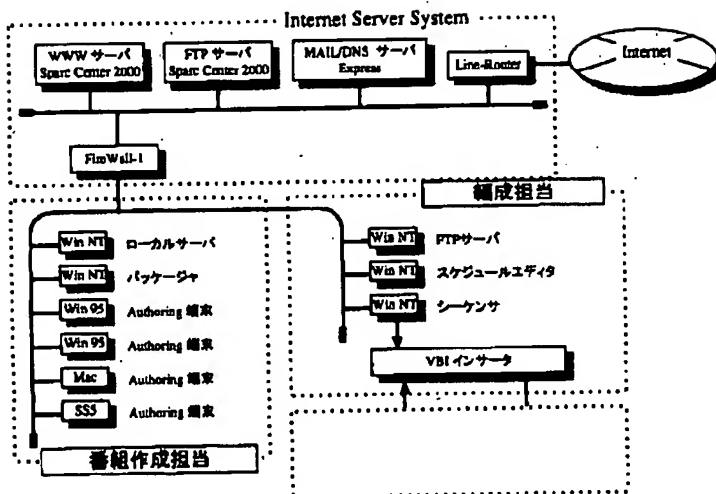 Internet Server System
WWW サーバ
Sparc Center 2000
FTP サーバ
Sparc Center 2000
MAIL/DNS サーバ
Express
Line-Router
Internet
FireWall-1
編成担当
Win NT ローカルサーバ
Win NT パッケージャ
Win 95 Authoring 端末
Win 95 Authoring 端末
Mac Authoring 端末
SS5 Authoring 端末
番組作成担当
Win NT FTPサーバ
Win NT スケジュールエディタ
Win NT シーケンサ
VBI インサータ